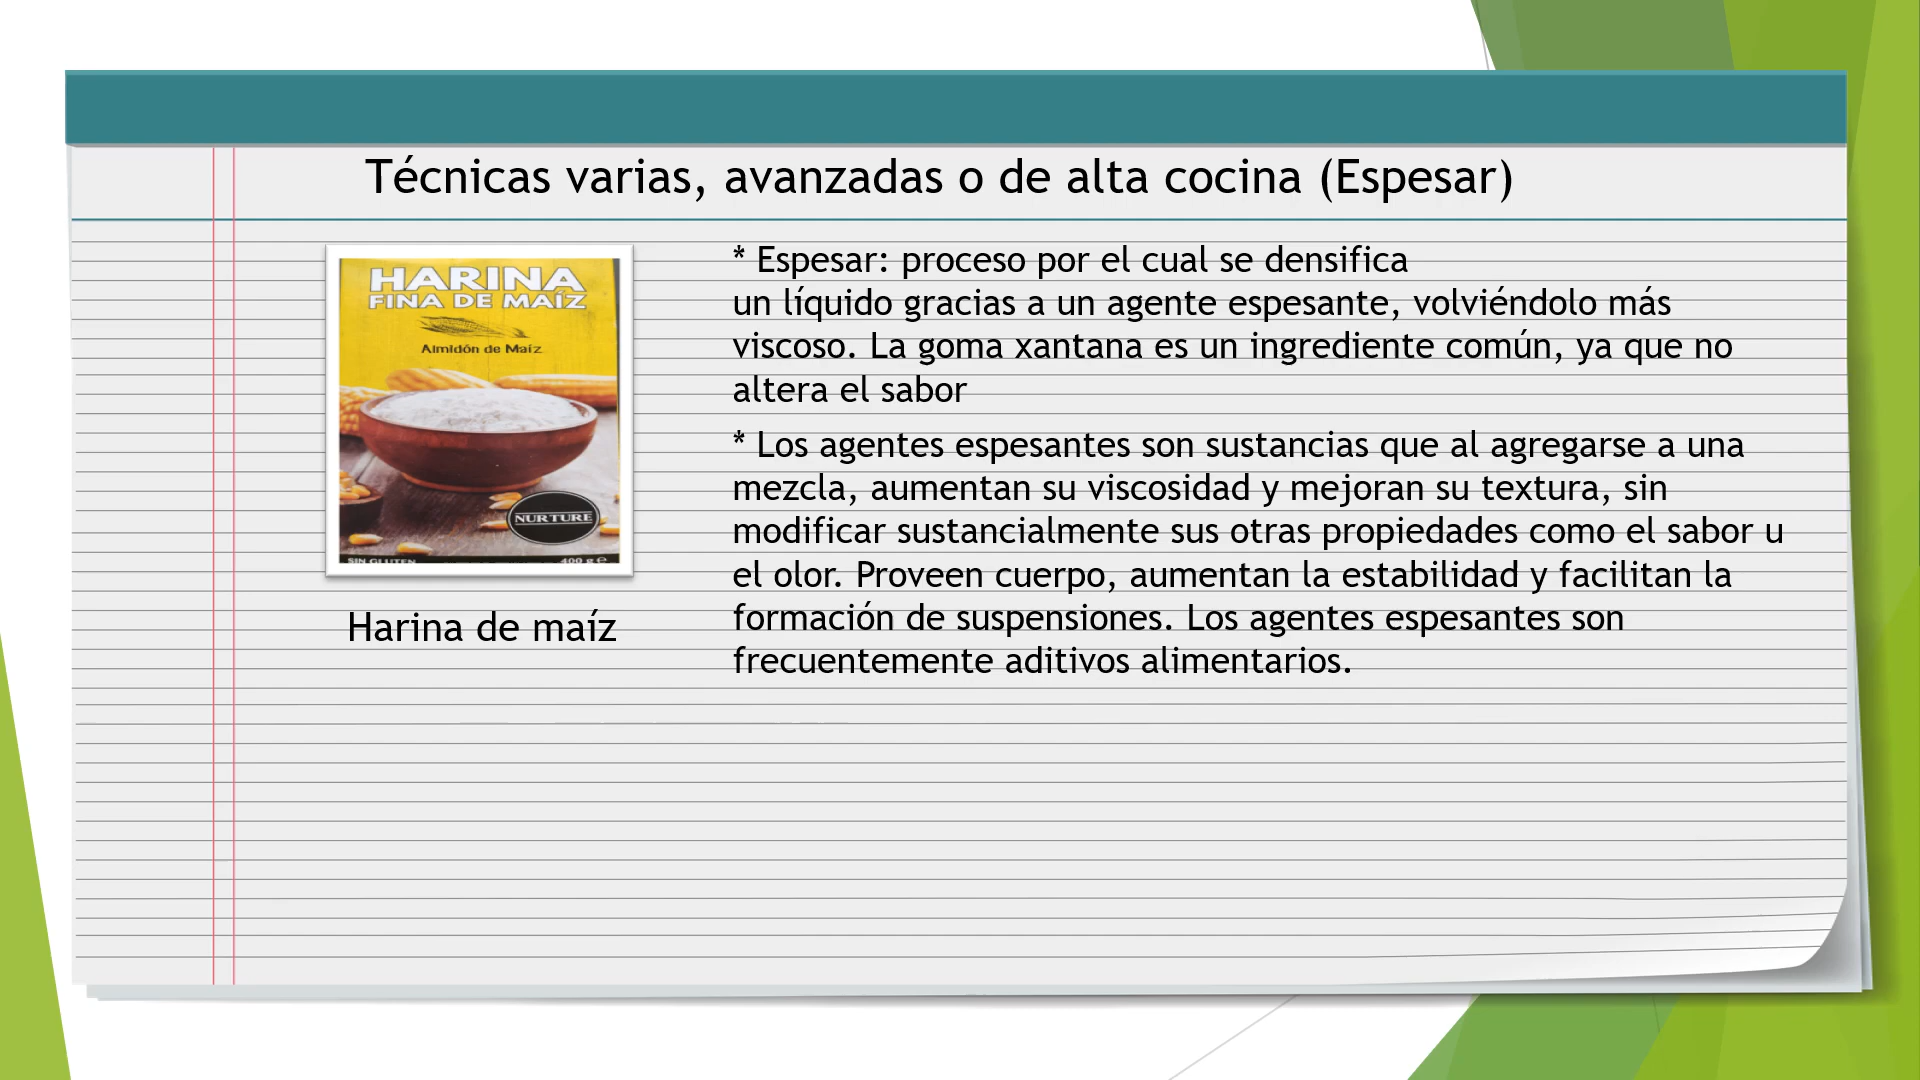 Técnicas varias, avanzadas o de alta cocina (Espesar)
HARINA
FINA DE MAÍZ
Almidón de Maíz
NURTURE
SIN GLUTEN
400 g e
Harina de maíz
* Espesar: proceso por el cual se densifica
un líquido gracias a un agente espesante, volviéndolo más
viscoso. La goma xantana es un ingrediente común, ya que no
altera el sabor
* Los agentes espesantes son sustancias que al agregarse a una
mezcla, aumentan su viscosidad y mejoran su textura, sin
modificar sustancialmente sus otras propiedades como el sabor u
el olor. Proveen cuerpo, aumentan la estabilidad y facilitan la
formación de suspensiones. Los agentes espesantes son
frecuentemente aditivos alimentarios.